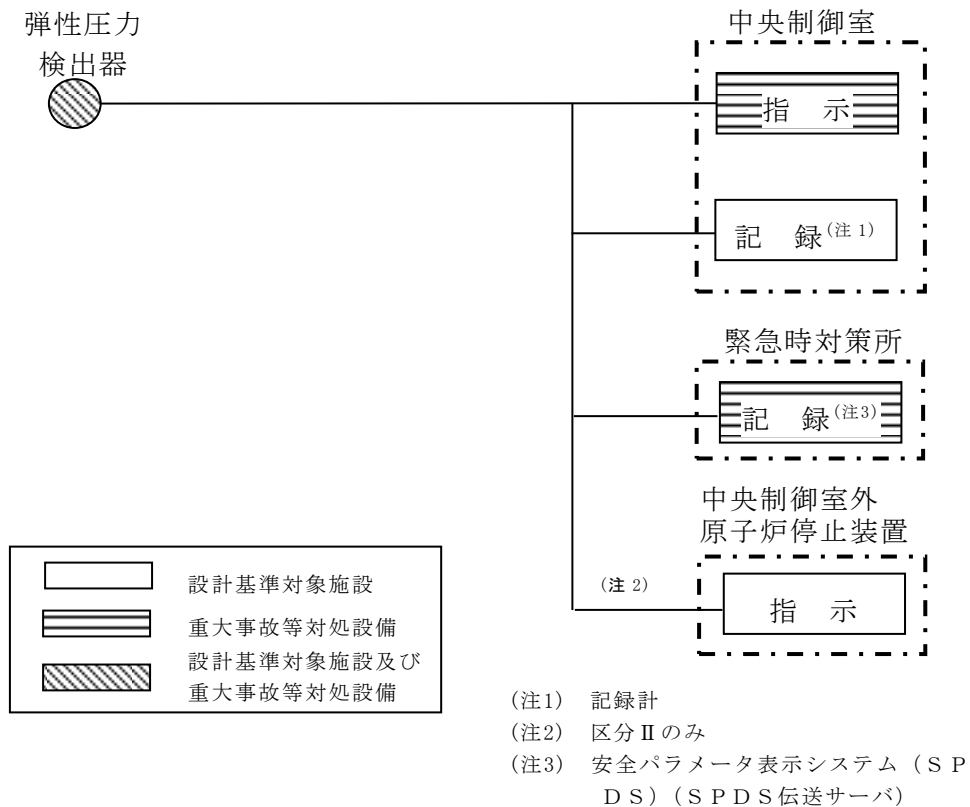 弾性圧力
検出器
中央制御室
指　示
記　録(注1)
緊急時対策所
記　録(注3)
中央制御室外
原子炉停止装置
(注2)
指　示
設計基準対象施設
重大事故等対処設備
設計基準対象施設及び
重大事故等対処設備
(注1)　記録計
(注2)　区分Ⅱのみ
(注3)　安全パラメータ表示システム（ＳＰ
ＤＳ）（ＳＰＤＳ伝送サーバ）